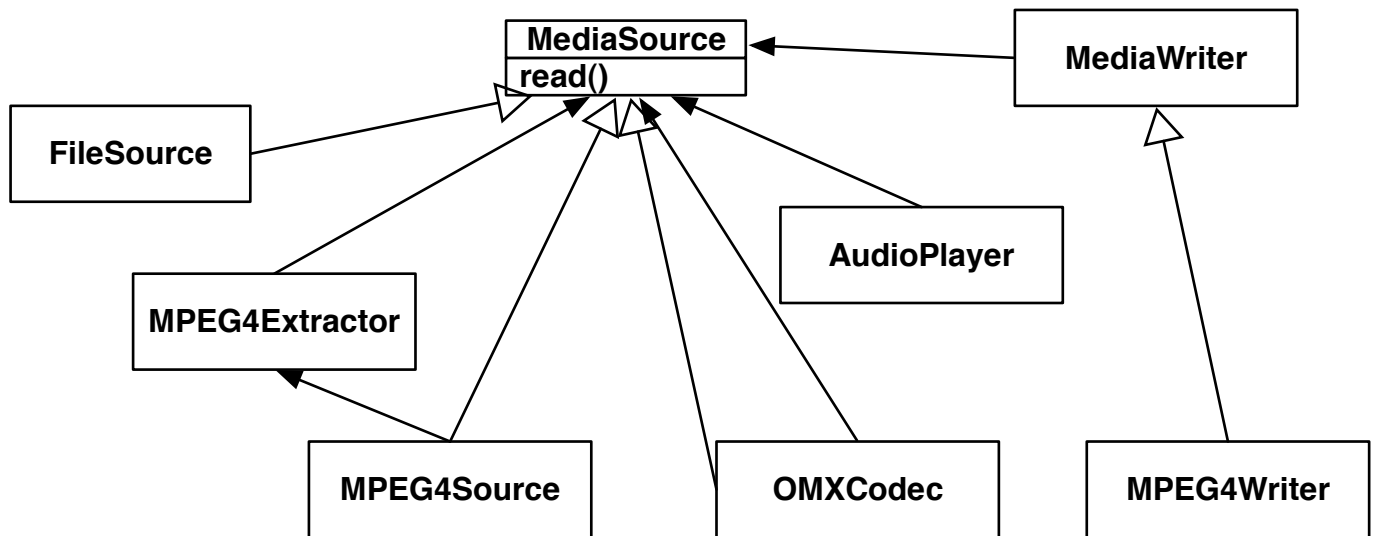 MediaSource
read()
MediaWriter
FileSource
AudioPlayer
MPEG4Extractor
MPEG4Source
OMXCodec
MPEG4Writer